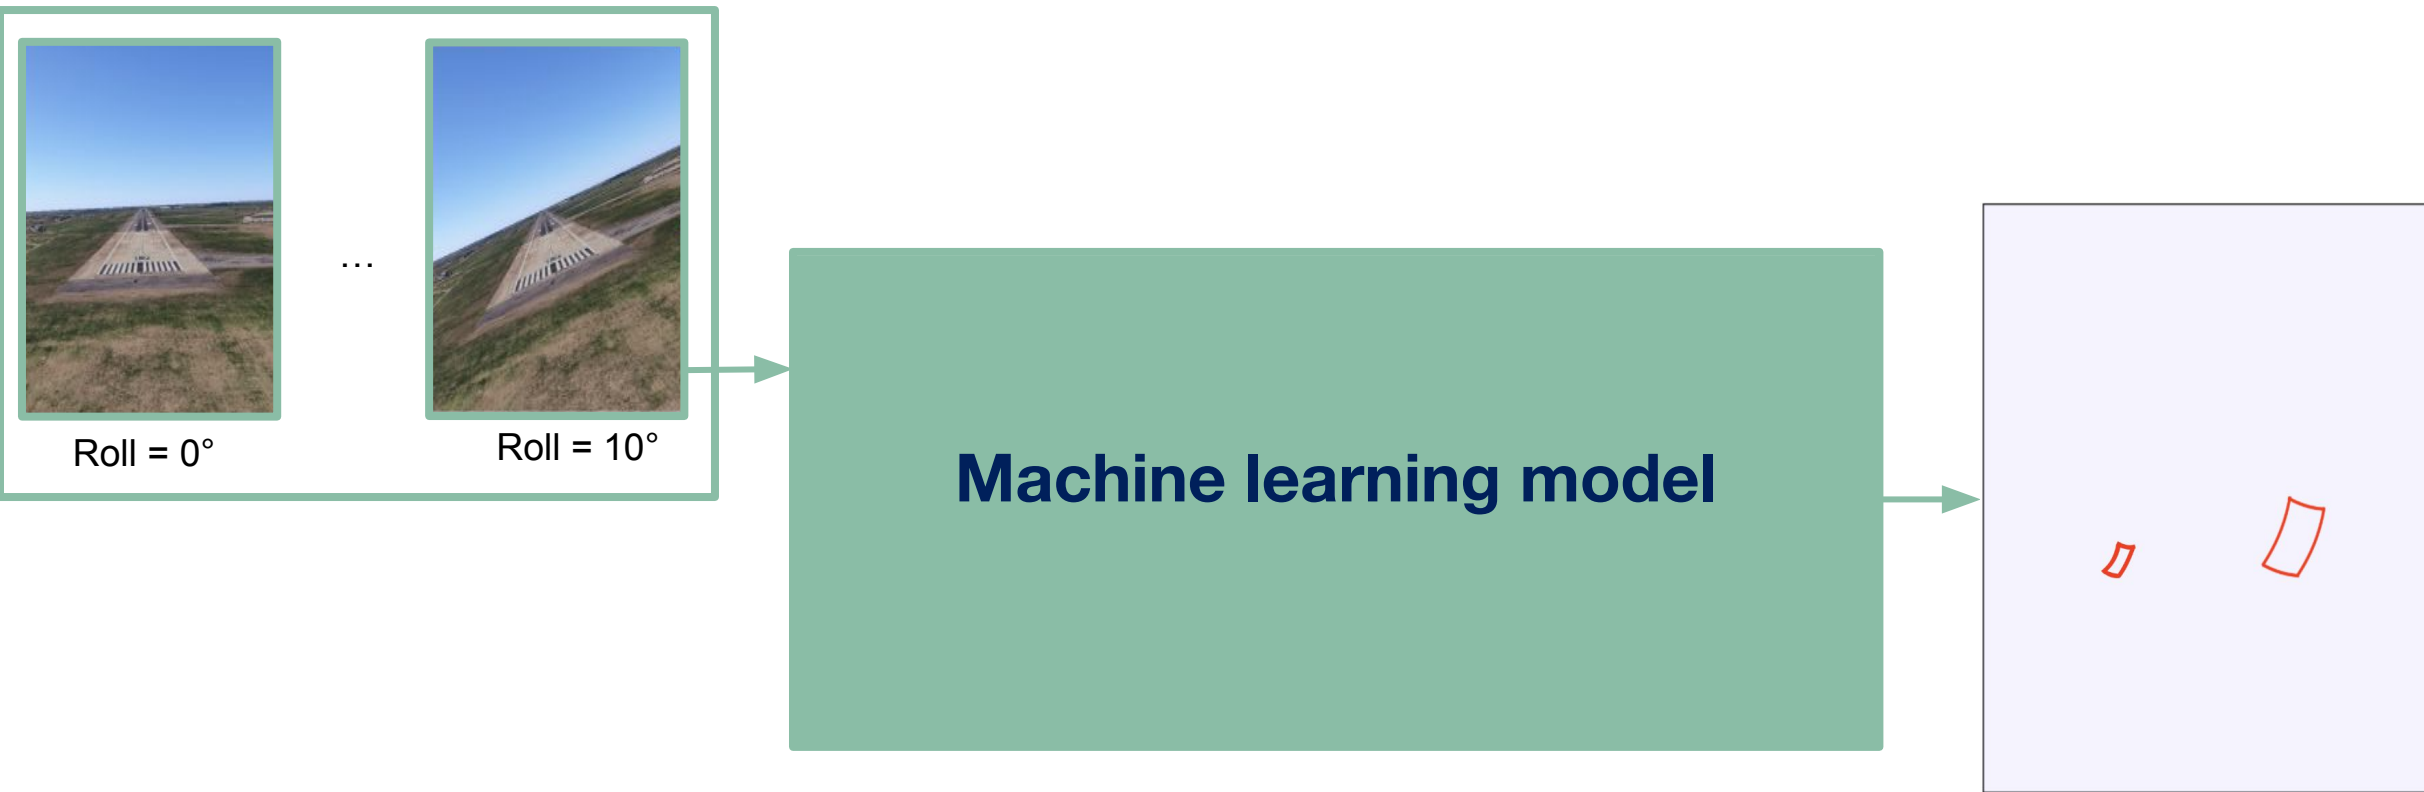 …
…
Roll = 0°
Roll = 10°
Machine learning model